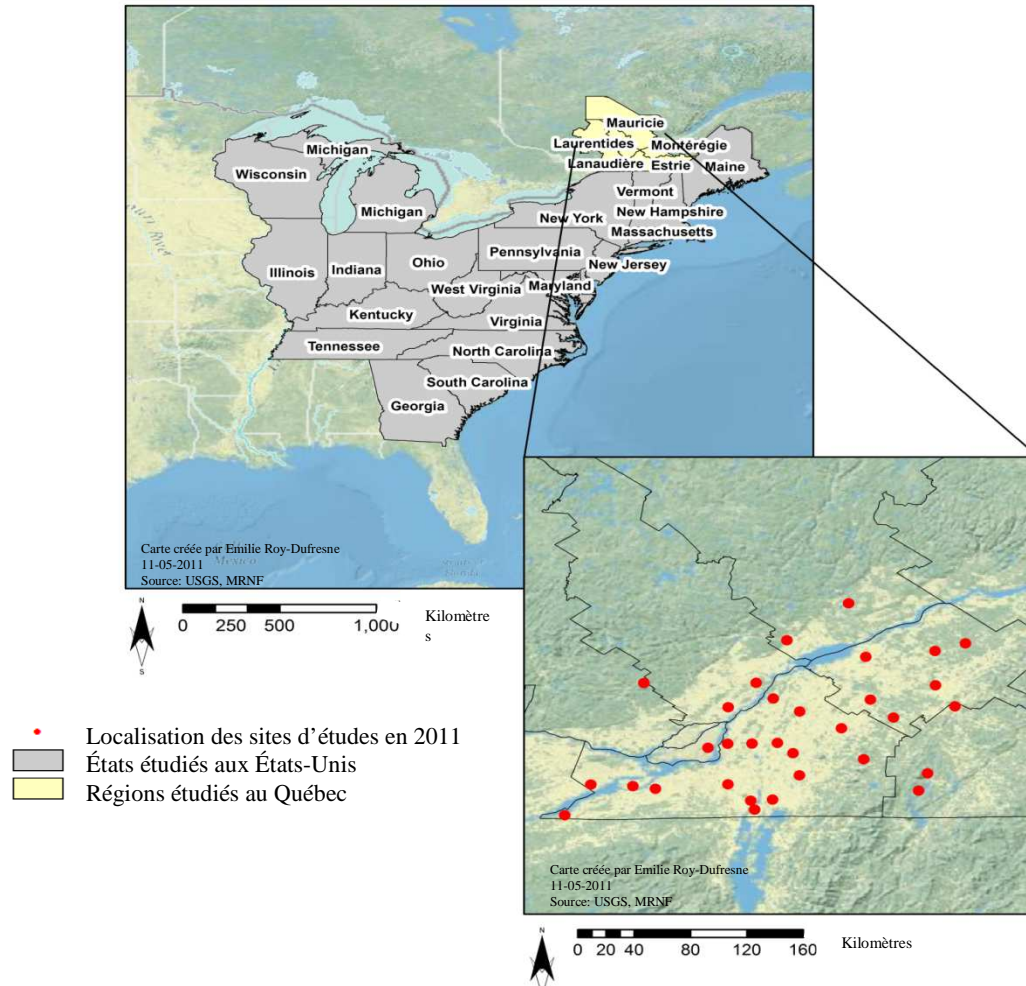 Mauricie
Laurentides
Montérégie
Lanaudière
Estrie
Maine
Michigan
Wisconsin
Vermont
Michigan
New York
New Hampshire
Massachusetts
Pennsylvania
Ohio
New Jersey
Illinois
Indiana
West Virginia
Maryland
Kentucky
Virginia
Tennessee
North Carolina
South Carolina
Georgia
Carte créée par Emilie Roy-Dufresne
11-05-2011
Source: USGS, MRNF
N
S
0 250 500 1,000
Kilomètre
s
Localisation des sites d'études en 2011
États étudiés aux États-Unis
Régions étudiés au Québec
Carte créée par Emilie Roy-Dufresne
11-05-2011
Source: USGS, MRNF
N
0 20 40 80 120 160
Kilomètres